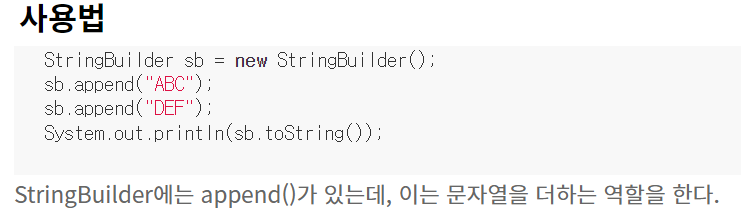 사용법
StringBuilder sb = new StringBuilder();
sb.append("ABC");
sb.append("DEF");
System.out.println(sb.toString());
StringBuilder에는 append()가 있는데, 이는 문자열을 더하는 역할을 한다.